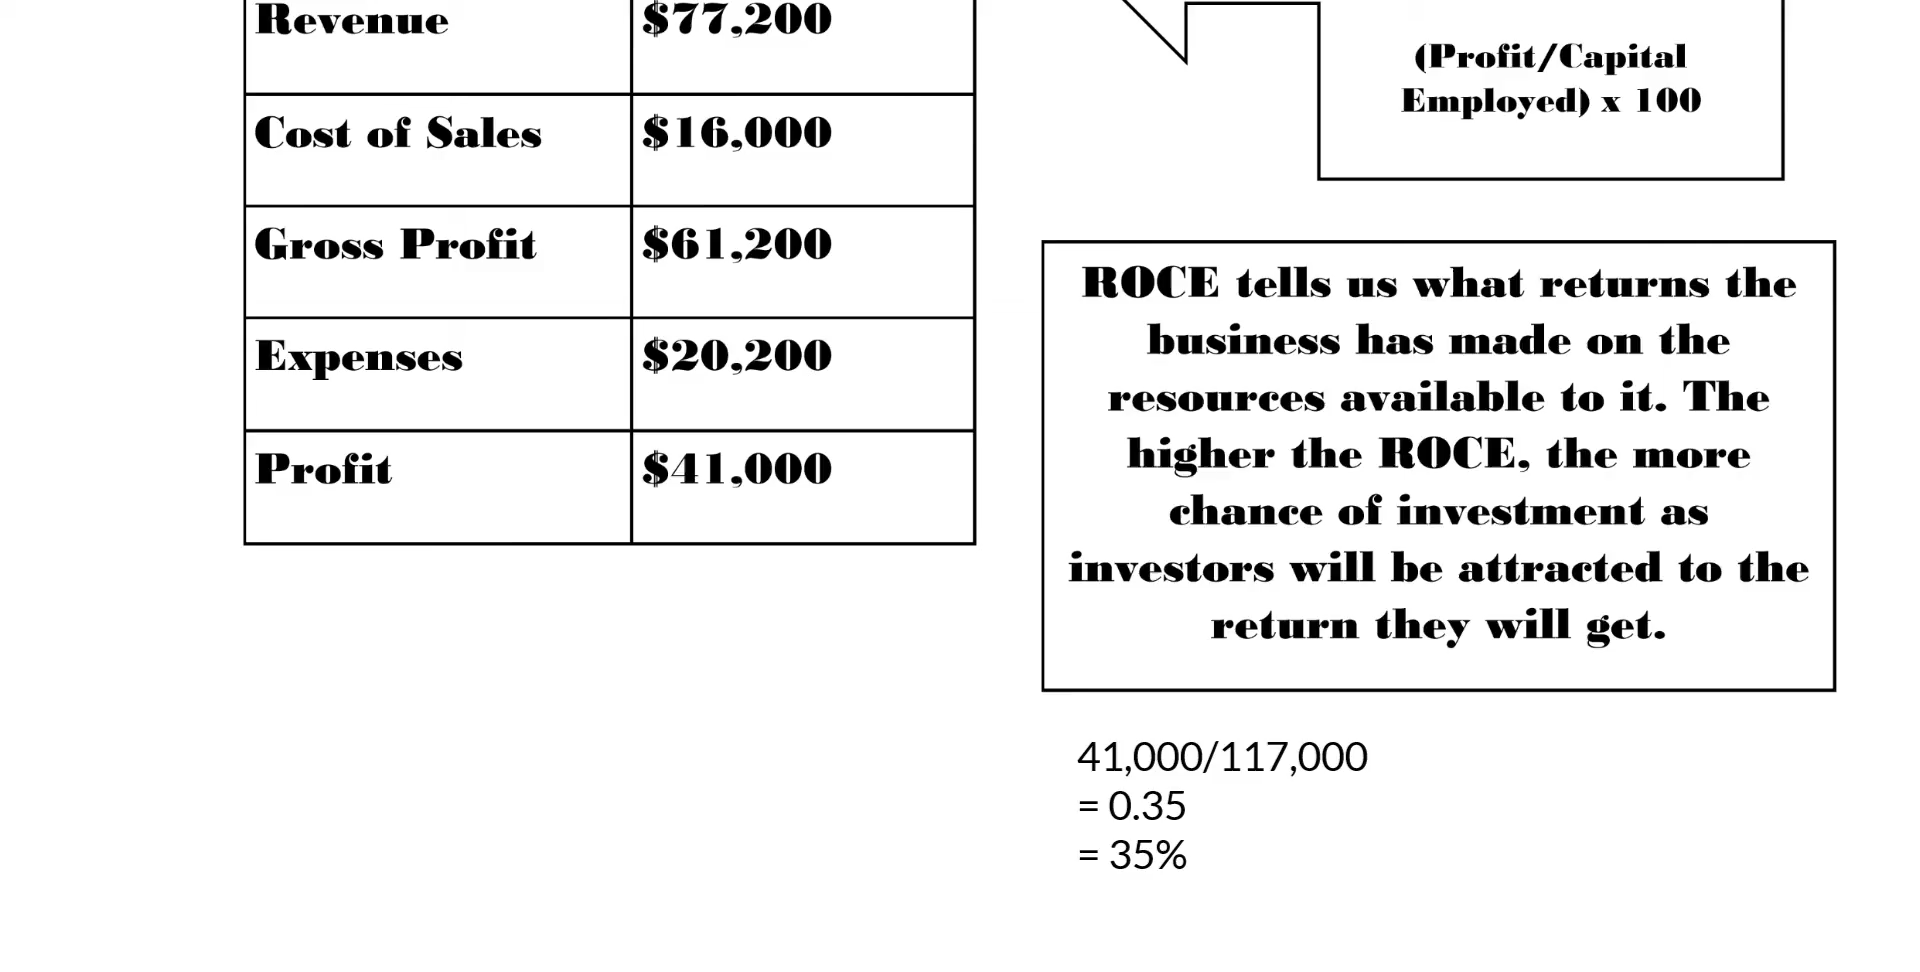 Revenue $77,200
Cost of Sales $16,000
Gross Profit $61,200
Expenses $20,200
Profit $41,000
(Profit/Capital
Employed) x 100
ROCE tells us what returns the
business has made on the
resources available to it. The
higher the ROCE, the more
chance of investment as
investors will be attracted to the
return they will get.
41,000/117,000
= 0.35
= 35%